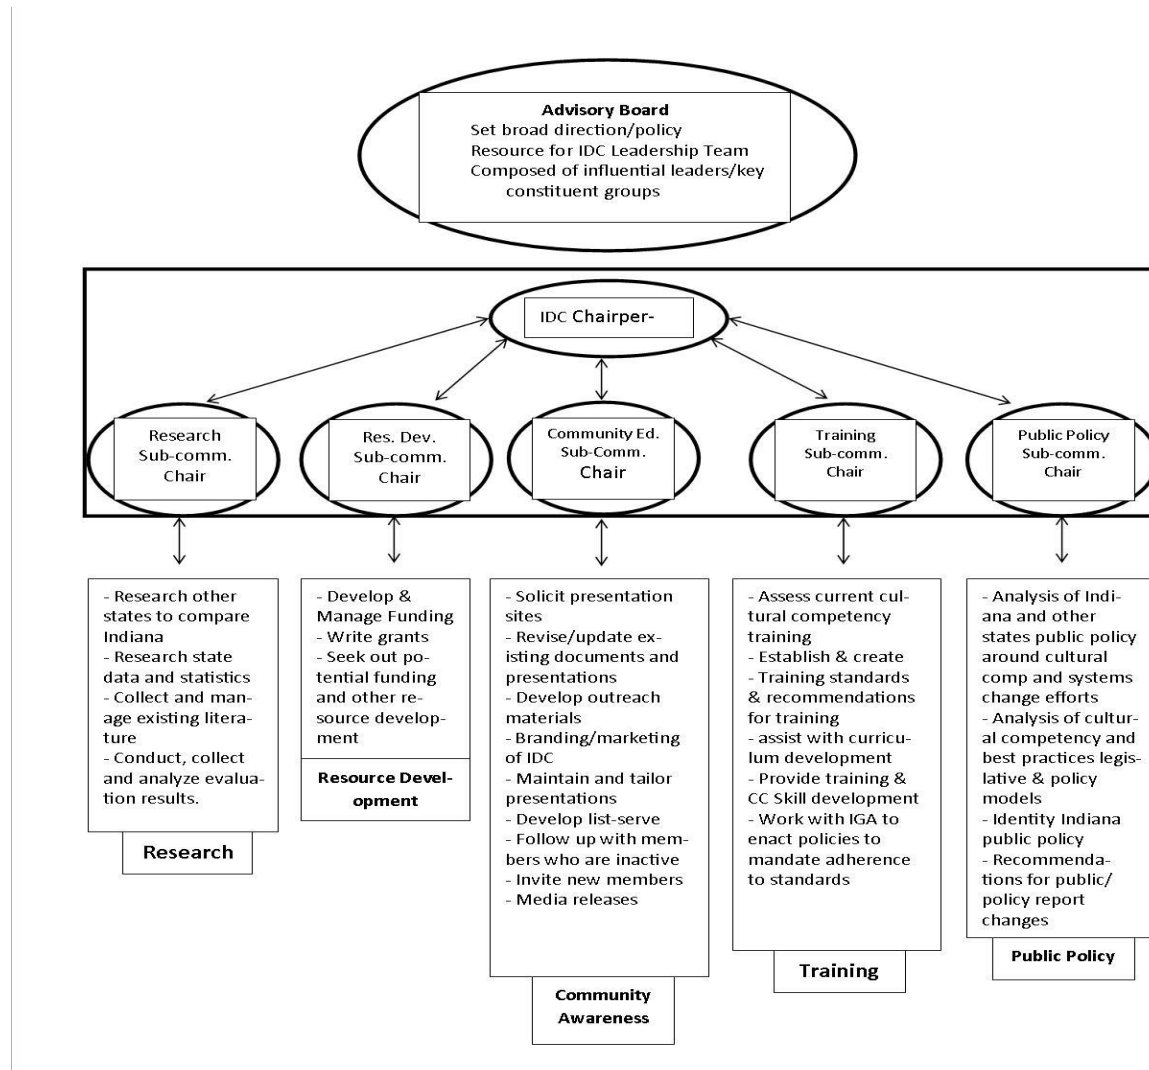 Advisory Board
Set broad direction/policy
Resource for IDC Leadership Team
Composed of influential leaders/key
constituent groups
IDC Chairper-
Research
Sub-comm.
Chair
Res. Dev.
Sub-comm.
Chair
Community Ed.
Sub-Comm.
Chair
Training
Sub-comm.
Chair
Public Policy
Sub-comm.
Chair
- Research other
states to compare
Indiana
- Research state
data and statistics
- Collect and man-
age existing litera-
ture
- Conduct, collect
and analyze evalua-
tion results.
Research
- Develop &
Manage Funding
- Write grants
- Seek out po-
tential funding
and other re-
source develop-
ment
Resource Devel-
opment
- Solicit presentation
sites
- Revise/update ex-
isting documents and
presentations
- Develop outreach
materials
- Branding/marketing
of IDC
- Maintain and tailor
presentations
- Develop list-serve
- Follow up with mem-
bers who are inactive
- Invite new members
- Media releases
Community
Awareness
- Assess current cul-
tural competency
training
- Establish & create
- Training standards
& recommendations
for training
- assist with curricu-
lum development
- Provide training &
CC Skill development
- Work with IGA to
enact policies to
mandate adherence
to standards
Training
- Analysis of Indi-
ana and other
states public policy
around cultural
comp and systems
change efforts
- Analysis of cultur-
al competency and
best practices legis-
lative & policy
models
- Identity Indiana
public policy
- Recommenda-
tions for public/
policy report
changes
Public Policy